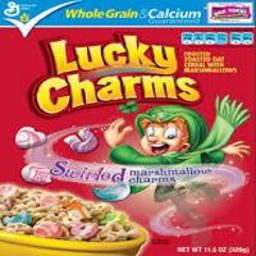 Whole Grain & Calcium
Guaranteed
Lucky
Charms
FROSTED
TOASTED OAT
CEREAL WITH
MARSHMALLOWS
Swirled marshmallow
charms
NET WT 11.5 OZ (326g)